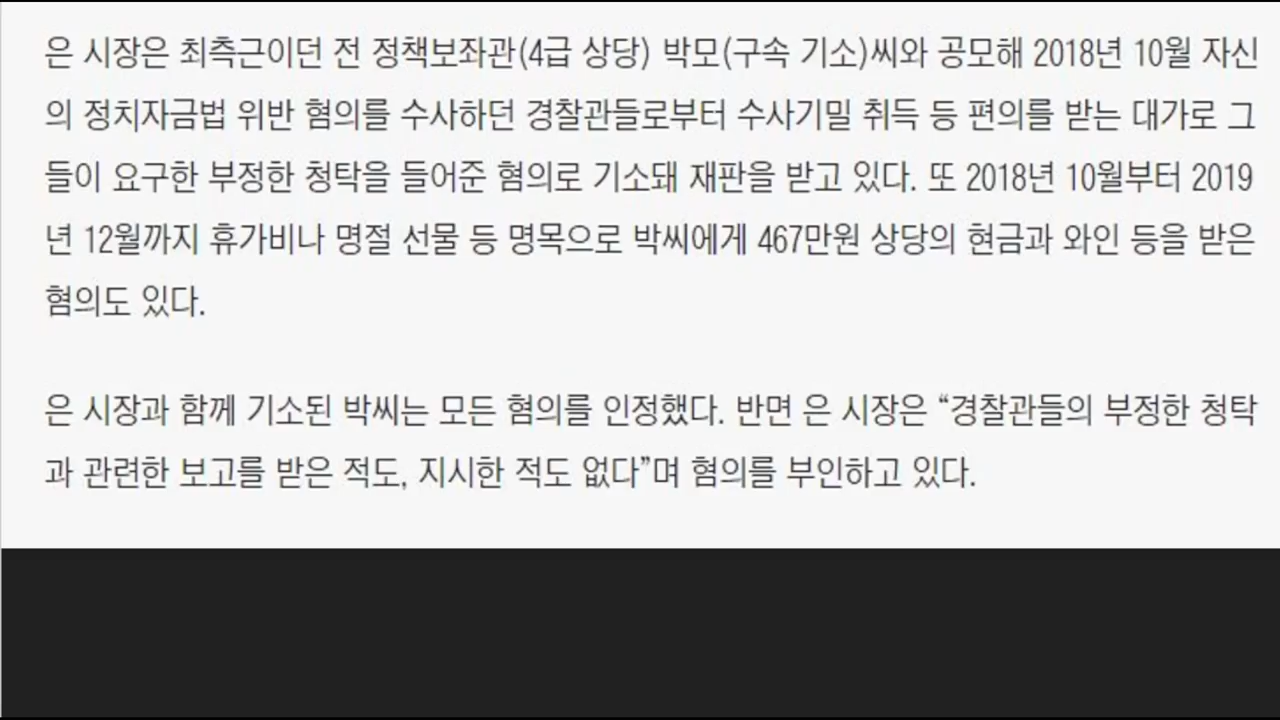 은 시장은 최측근이던 전 정책보좌관(4급 상당) 박모(구속 기소)씨와 공모해 2018년 10월 자신
의 정치자금법 위반 혐의를 수사하던 경찰관들로부터 수사기밀 취득 등 편의를 받는 대가로 그
들이 요구한 부정한 청탁을 들어준 혐의로 기소돼 재판을 받고 있다. 또 2018년 10월부터 2019
년 12월까지 휴가비나 명절 선물 등 명목으로 박씨에게 467만원 상당의 현금과 와인 등을 받은
혐의도 있다.
은 시장과 함께 기소된 박씨는 모든 혐의를 인정했다. 반면 은 시장은 “경찰관들의 부정한 청탁
과 관련한 보고를 받은 적도, 지시한 적도 없다”며 혐의를 부인하고 있다.